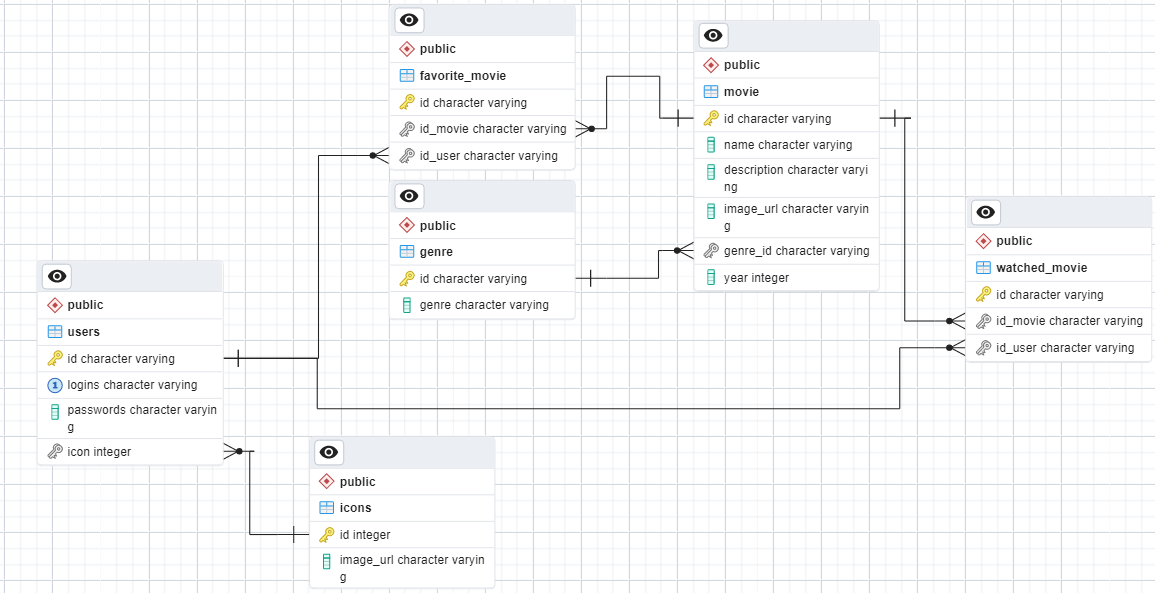 public
favorite_movie
id character varying
id_movie character varying
id_user character varying
public
genre
id character varying
genre character varying
public
movie
id character varying
name character varying
description character varyi
ng
image_url character varyin
g
genre_id character varying
year integer
public
watched_movie
id character varying
id_movie character varying
id_user character varying
public
users
id character varying
1 logins character varying
passwords character varyin
g
icon integer
public
icons
id integer
image_url character varyin
g